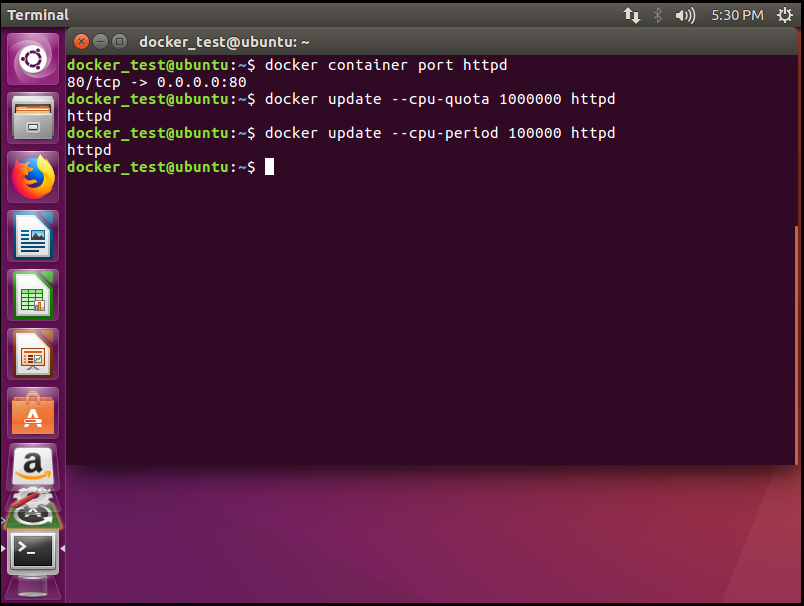 Terminal
5:30 PM
docker_test@ubuntu: ~
docker_test@ubuntu:~$ docker container port httpd
80/tcp -> 0.0.0.0:80
docker_test@ubuntu:~$ docker update --cpu-quota 1000000 httpd
httpd
docker_test@ubuntu:~$ docker update --cpu-period 100000 httpd
httpd
docker_test@ubuntu:~$